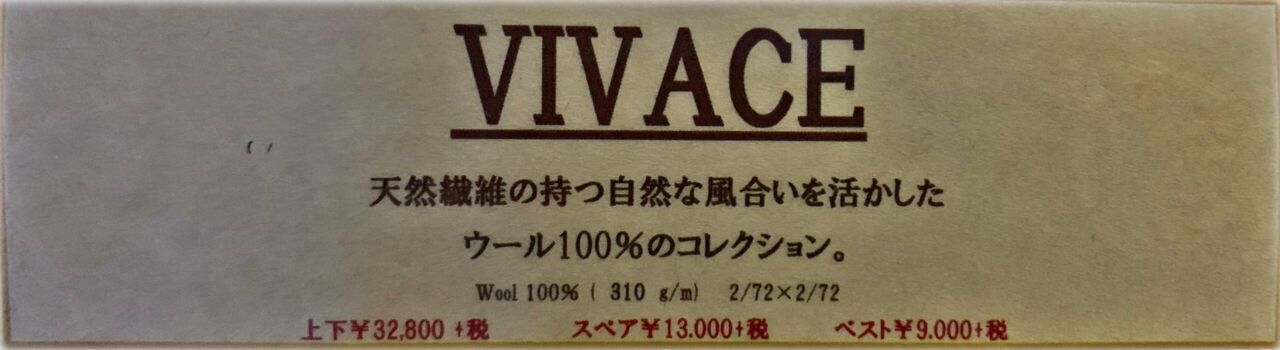 VIVACE
天然繊維の持つ自然な風合いを活かした
ウール100%のコレクション。
Wool 100% ( 310 g/m) 2/72×2/72
上下¥32,800 +税 スペア¥13.000+税 ベスト¥9.000+税